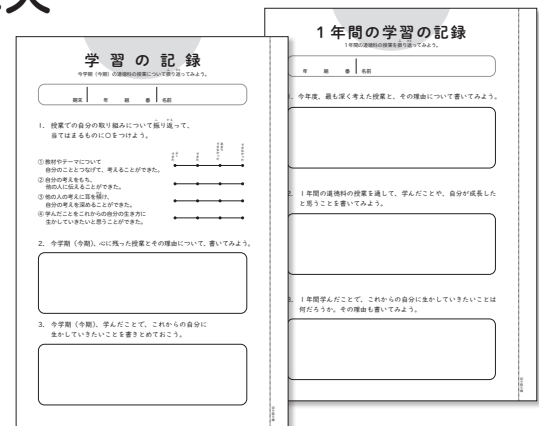 学習の記録
今学期（今期）の道徳科の授業について振り返ってみよう。
期末 年 組 番 名前
1. 授業での自分の取り組みについて振り返って、
当てはまるものに○をつけよう。
① 教材やテーマについて
自分のこととつなげて、考えることができた。
② 自分の考えをもち、
他の人に伝えることができた。
③ 他の人の考えに耳を傾け、
自分の考えを深めることができた。
④ 学んだことをこれからの自分の生き方に
生かしていきたいと思うことができた。
2. 今学期（今期）、心に残った授業とその理由について、書いてみよう。
3. 今学期（今期）、学んだことで、これからの自分に
生かしていきたいことを書きとめておこう。
1年間の学習の記録
1年間の道徳科の授業を振り返ってみよう。
年 組 番 名前
1. 今年度、最も深く考えた授業と、その理由について書いてみよう。
2. 1年間の道徳科の授業を通して、学んだことや、自分が成長した
と思うことを書いてみよう。
3. 1年間学んだことで、これからの自分に生かしていきたいことは
何だろうか。その理由も書いてみよう。